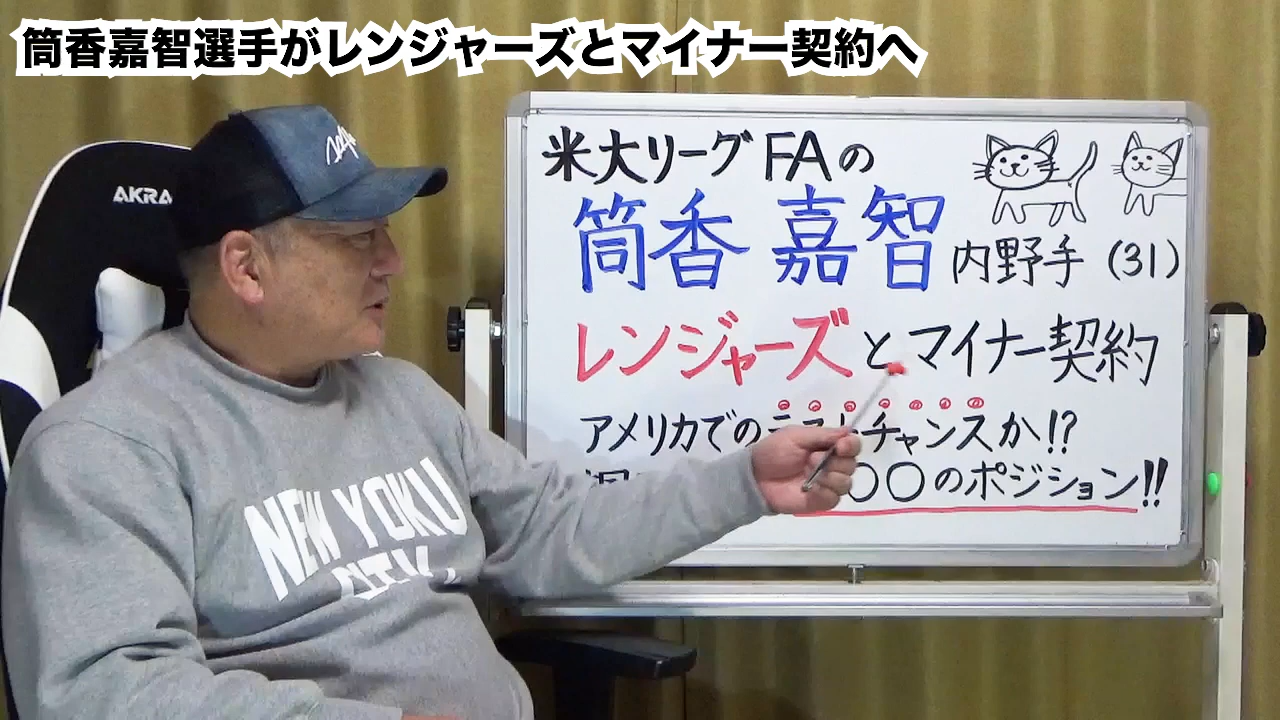 筒香嘉智選手がレンジャーズとマイナー契約へ
米大リーグFAの
筒香 嘉智 内野手 (31)
レンジャーズとマイナー契約
アメリカでのラストチャンスか!?
〇〇のポジション!!
AKRA
NEW YOKU